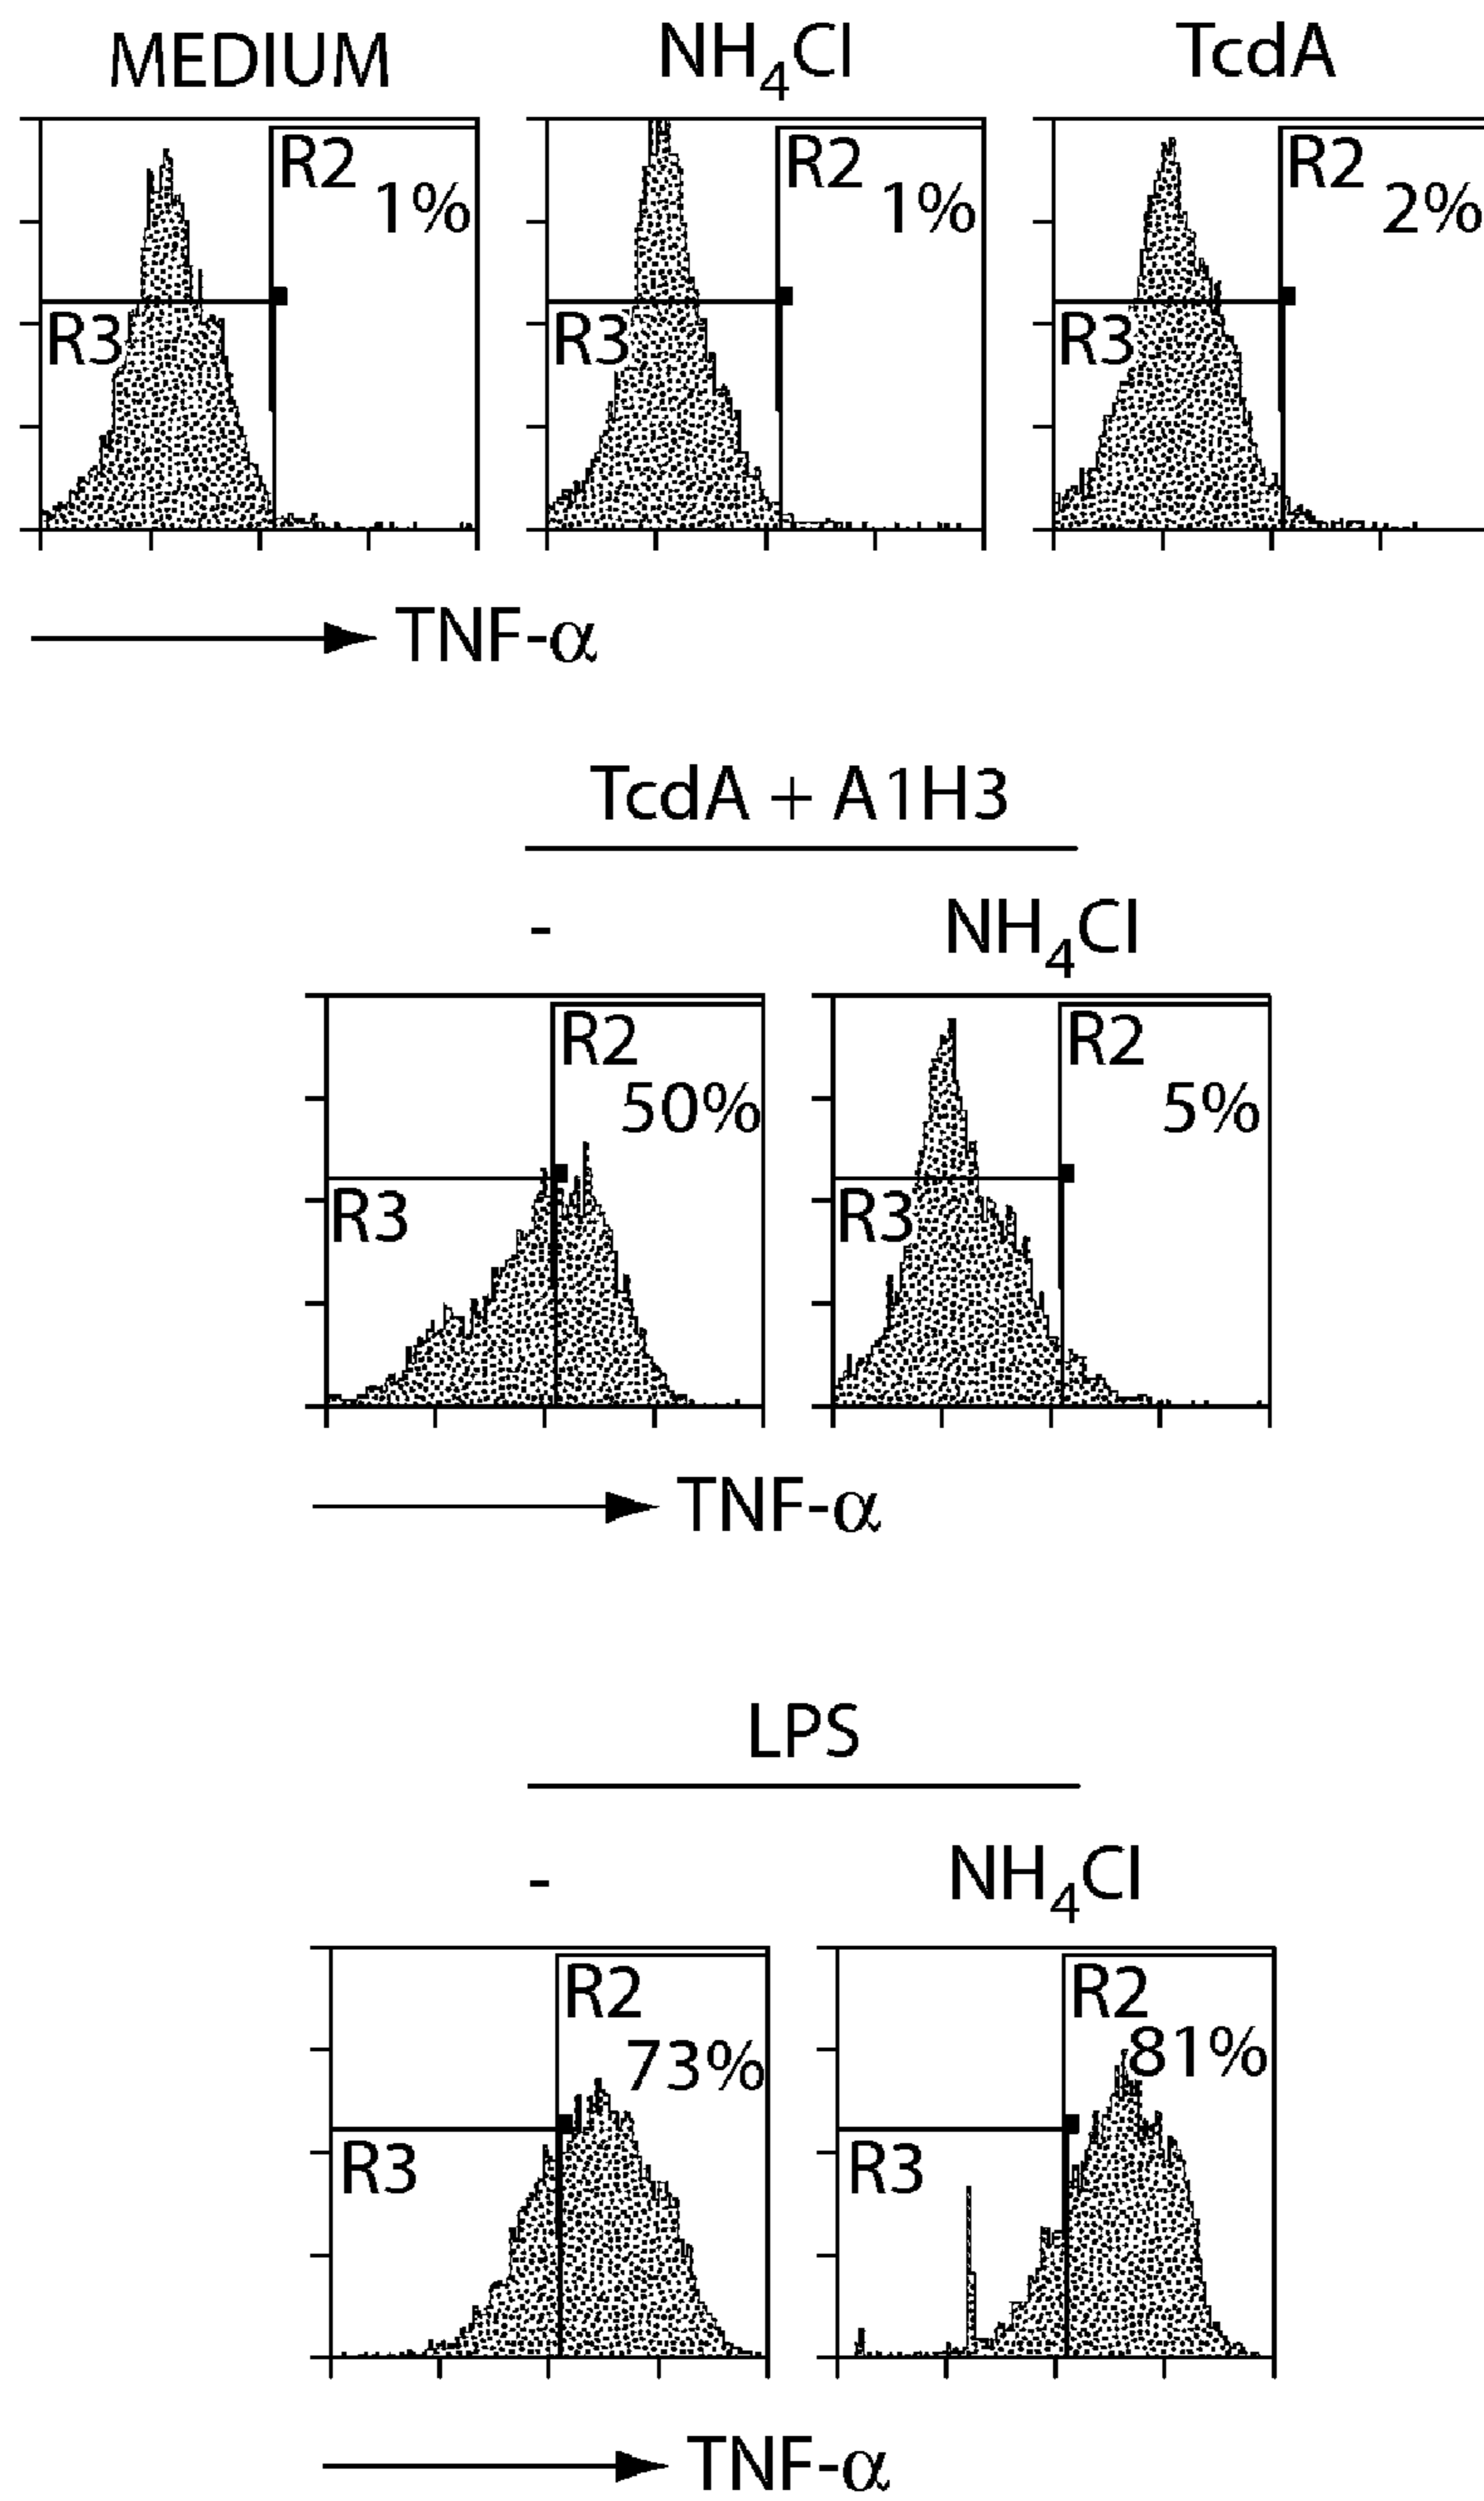 MEDIUM NH4Cl TcdA
R2 R2 R2
1% 1% 2%
R3 R3 R3
TNF-α
TcdA + A1H3
- NH4Cl
R2 R2
50% 5%
R3 R3
TNF-α
LPS
- NH4Cl
R2 R2
73% 81%
R3 R3
TNF-α